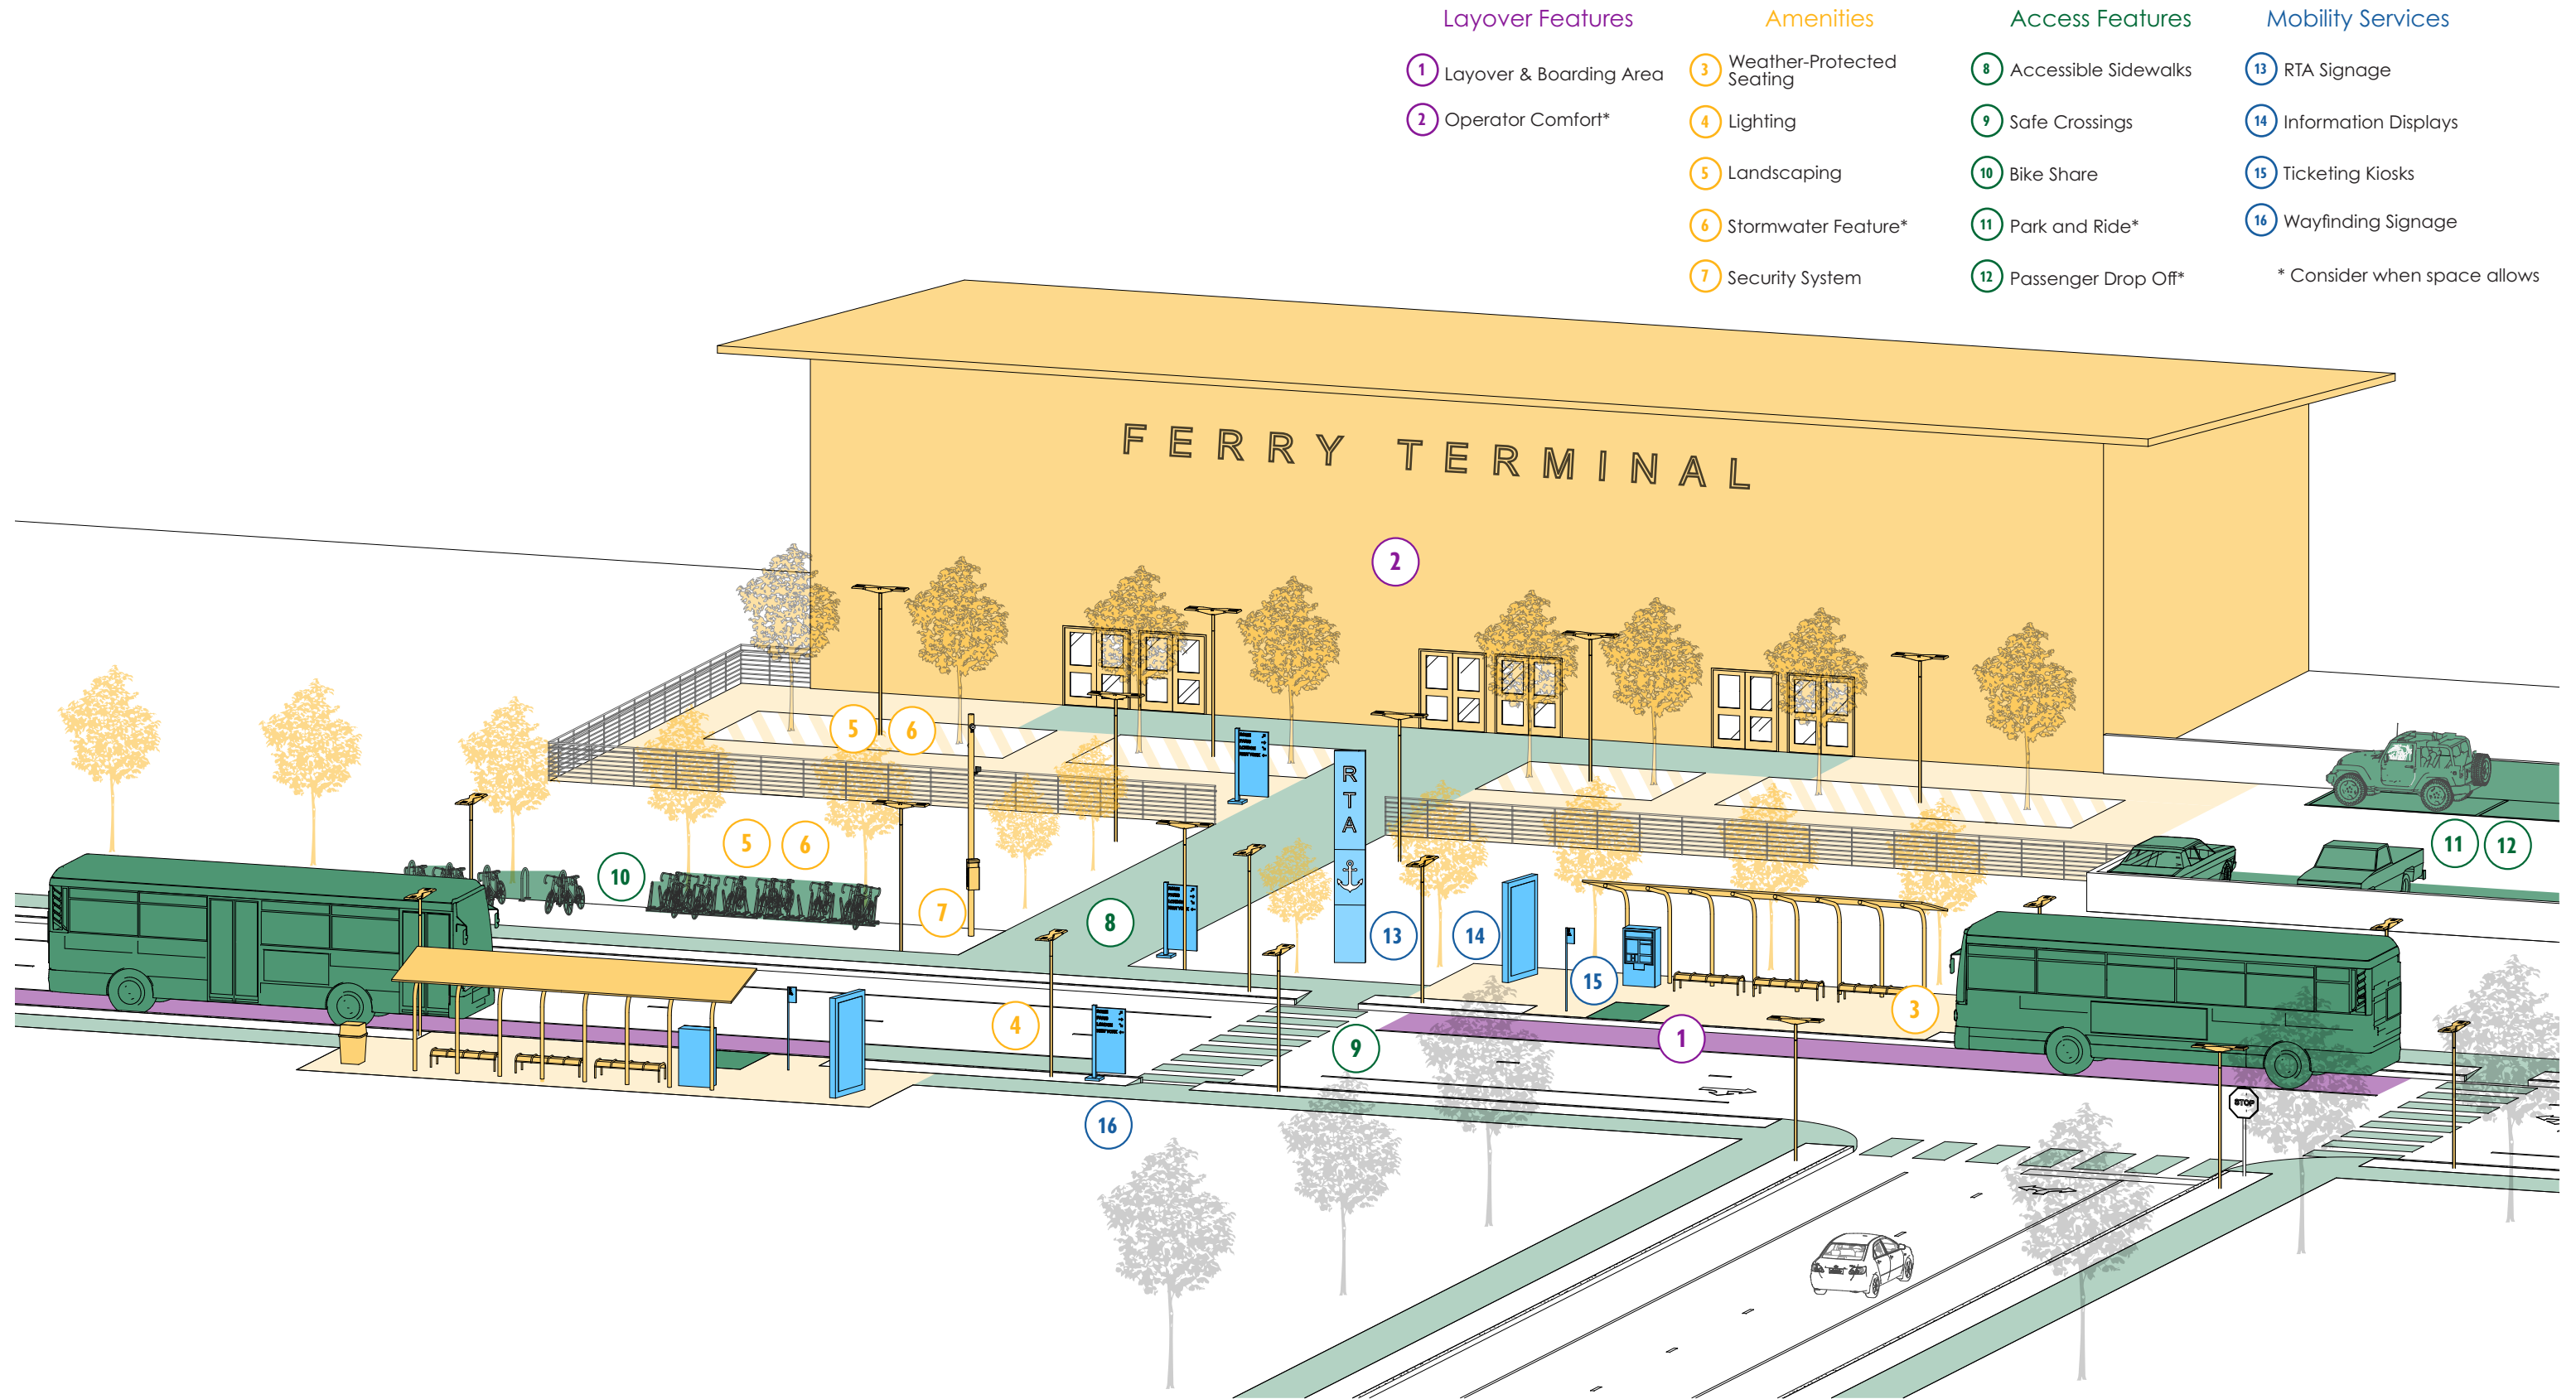 Layover Features
1 Layover & Boarding Area
2 Operator Comfort*
Amenities
3 Weather-Protected
Seating
4 Lighting
5 Landscaping
6 Stormwater Feature*
7 Security System
Access Features
8 Accessible Sidewalks
9 Safe Crossings
10 Bike Share
11 Park and Ride*
12 Passenger Drop Off*
Mobility Services
13 RTA Signage
14 Information Displays
15 Ticketing Kiosks
16 Wayfinding Signage
* Consider when space allows
FERRY TERMINAL
2
5 6
RTA
5 6
11 12
10
7
8
13
14
15
3
4
9
1
STOP
16